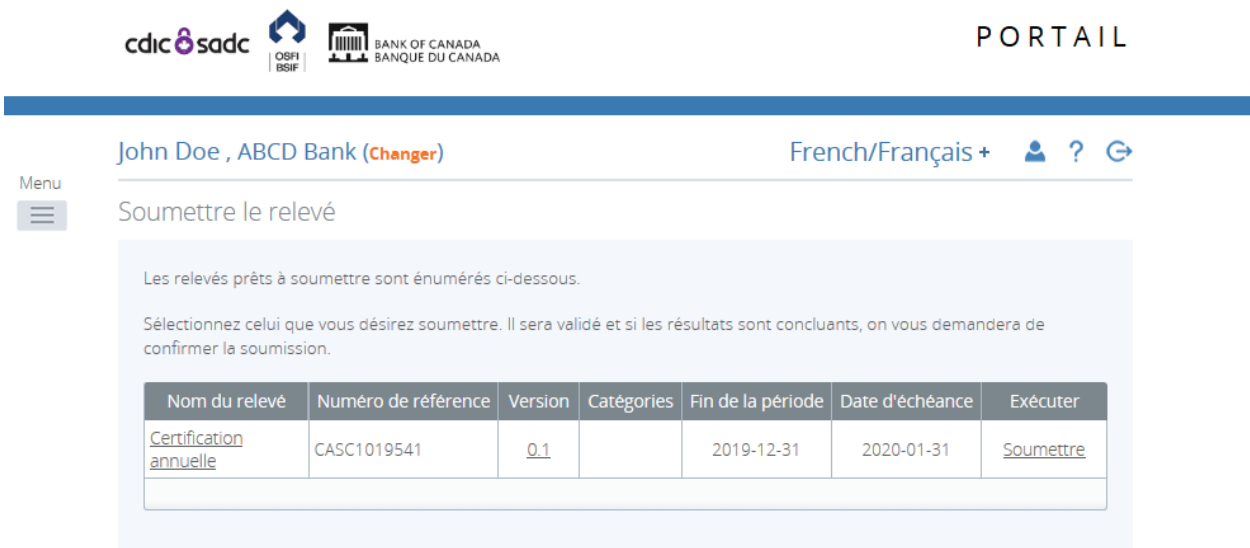 cdic sadc
OSFI
BSIF
BANK OF CANADA
BANQUE DU CANADA
PORTAIL
John Doe , ABCD Bank (Changer)
French/Français +
?
Menu
Soumettre le relevé
Les relevés prêts à soumettre sont énumérés ci-dessous.
Sélectionnez celui que vous désirez soumettre. Il sera validé et si les résultats sont concluants, on vous demandera de
confirmer la soumission.
Nom du relevé Numéro de référence Version Catégories Fin de la période Date d'échéance Exécuter
Certification
annuelle CASC1019541 0.1 2019-12-31 2020-01-31 Soumettre